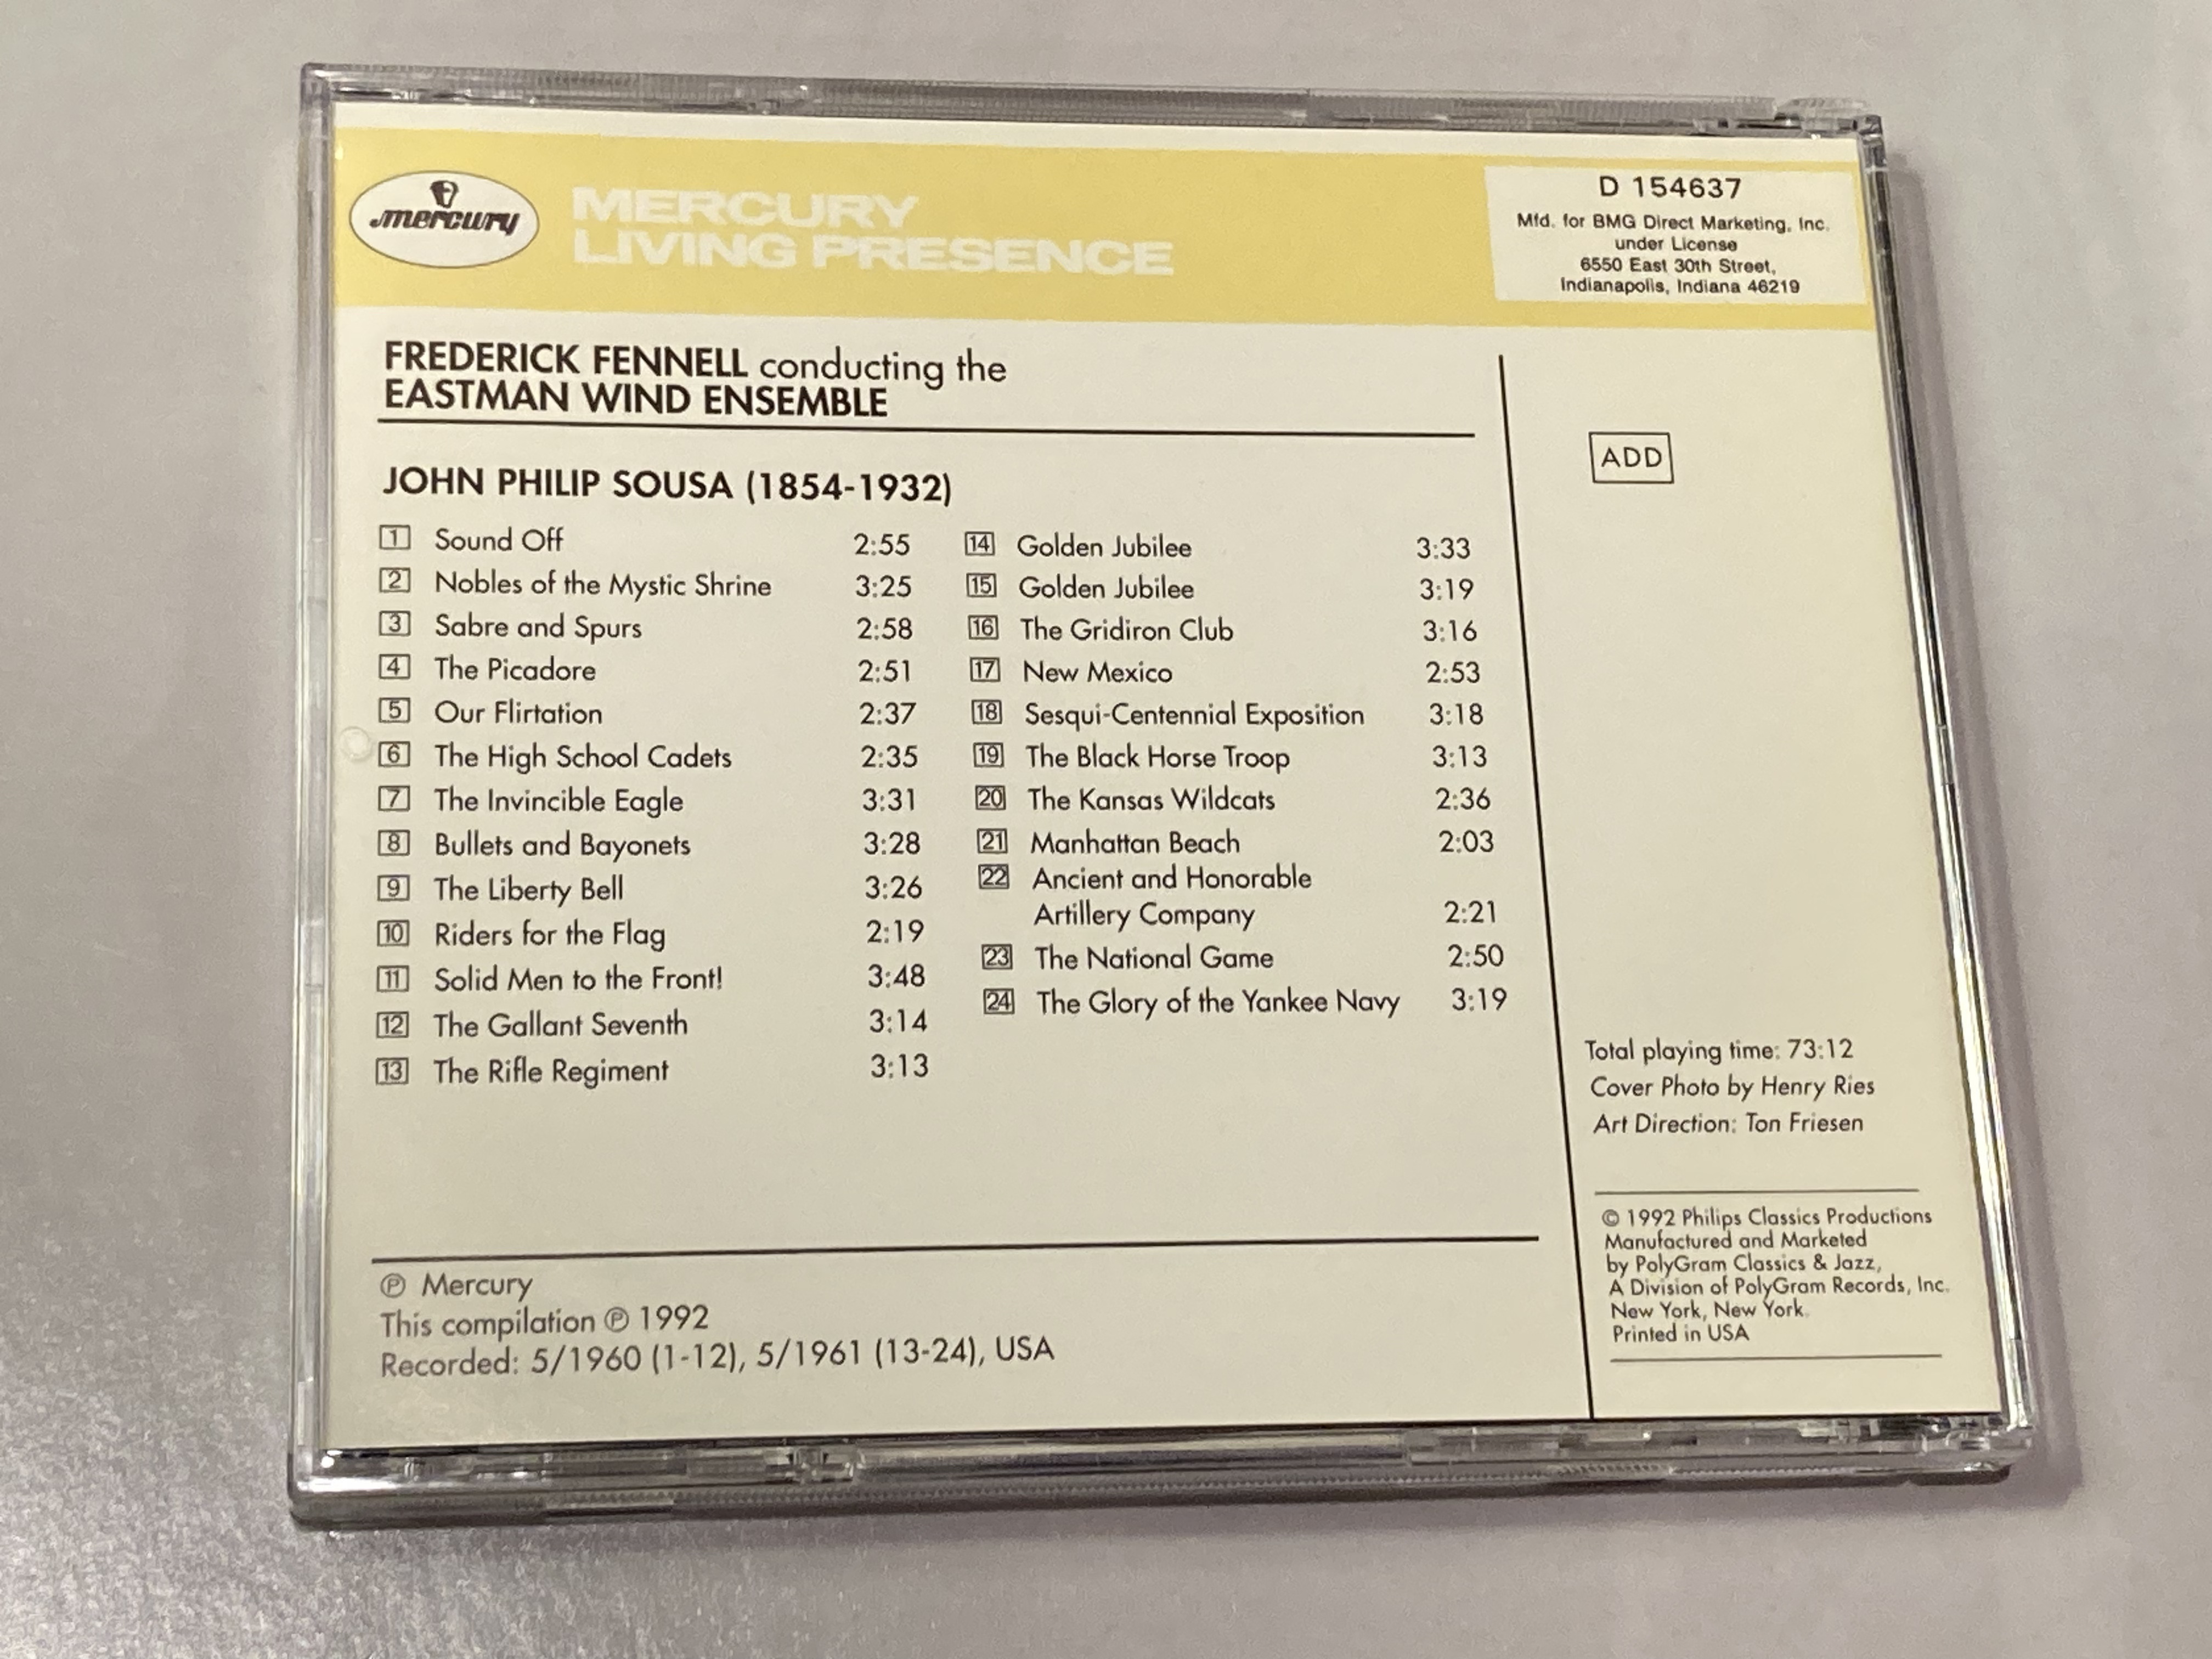 mercury
MERCURY
LIVING PRESENCE
D 154637
Mfd. for BMG Direct Marketing, Inc.
under License
6550 East 30th Street,
Indianapolis, Indiana 46219
FREDERICK FENNELL conducting the
EASTMAN WIND ENSEMBLE
ADD
JOHN PHILIP SOUSA (1854-1932)
1 Sound Off 2:55
2 Nobles of the Mystic Shrine 3:25
3 Sabre and Spurs 2:58
4 The Picadore 2:51
5 Our Flirtation 2:37
6 The High School Cadets 2:35
7 The Invincible Eagle 3:31
8 Bullets and Bayonets 3:28
9 The Liberty Bell 3:26
10 Riders for the Flag 2:19
11 Solid Men to the Front! 3:48
12 The Gallant Seventh 3:14
13 The Rifle Regiment 3:13
14 Golden Jubilee 3:33
15 Golden Jubilee 3:19
16 The Gridiron Club 3:16
17 New Mexico 2:53
18 Sesqui-Centennial Exposition 3:18
19 The Black Horse Troop 3:13
20 The Kansas Wildcats 2:36
21 Manhattan Beach 2:03
22 Ancient and Honorable
Artillery Company 2:21
23 The National Game 2:50
24 The Glory of the Yankee Navy 3:19
Total playing time: 73:12
Cover Photo by Henry Ries
Art Direction: Ton Friesen
© 1992 Philips Classics Productions
Manufactured and Marketed
by PolyGram Classics & Jazz,
A Division of PolyGram Records, Inc.
New York, New York.
Printed in USA
℗ Mercury
This compilation ℗ 1992
Recorded: 5/1960 (1-12), 5/1961 (13-24), USA